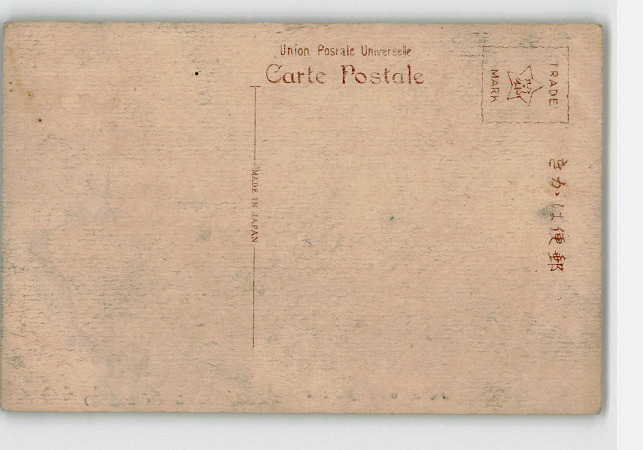 Union Postale Universelle
Carte Postale
TRADE
MARK
MADE IN JAPAN
きかは便郵